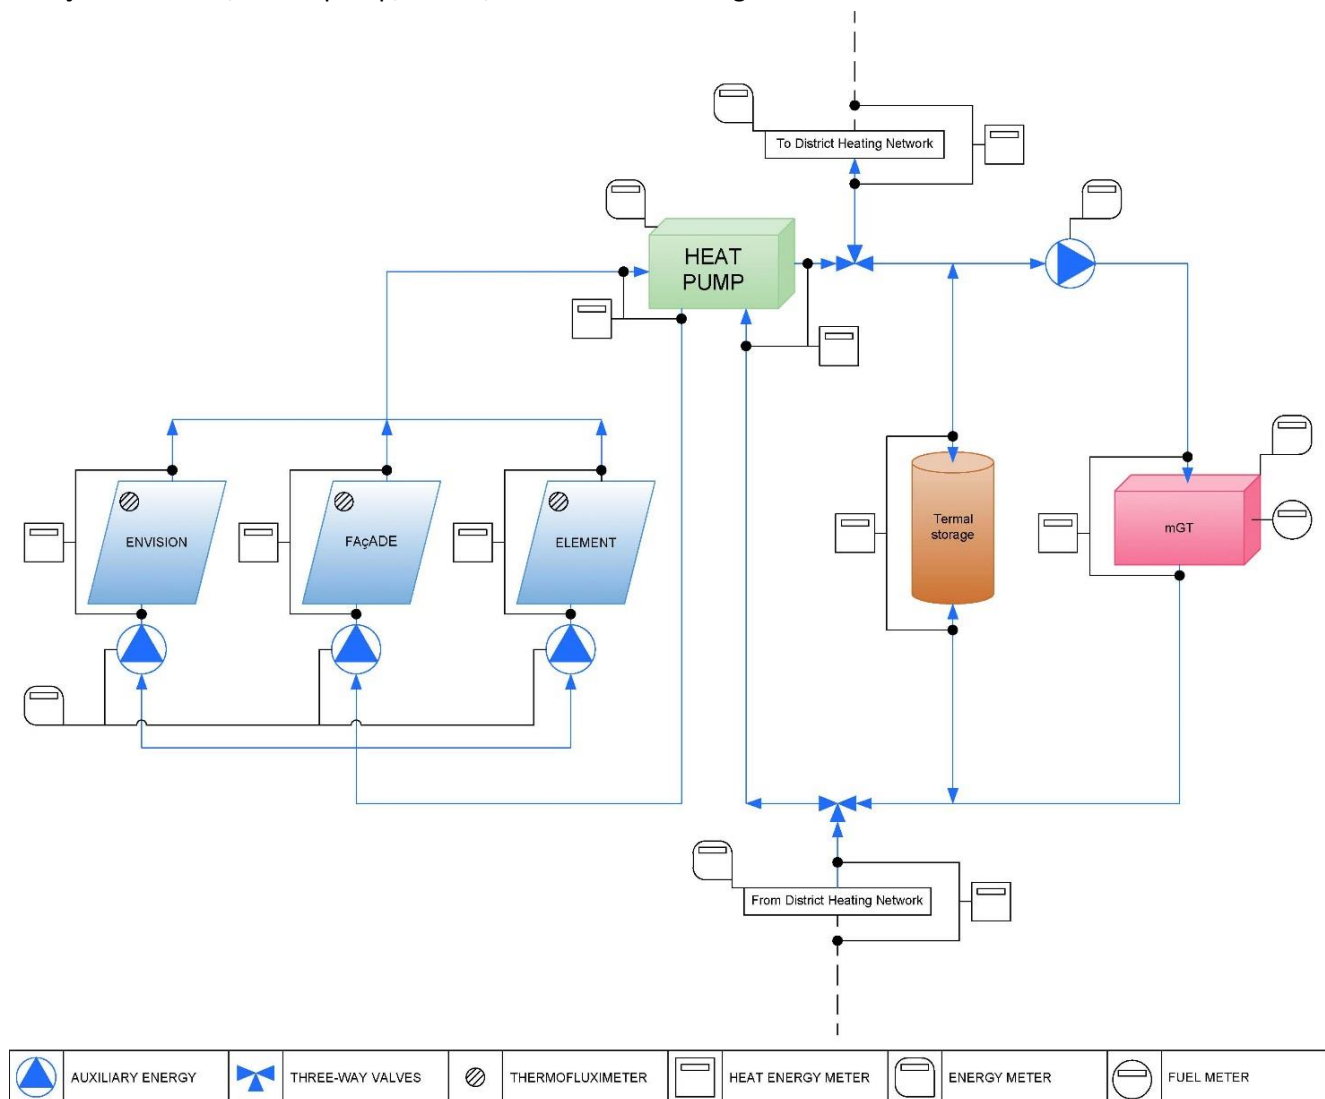 To District Heating Network
HEAT
PUMP
ENVISION
FAçADE
ELEMENT
Termal
storage
mGT
From District Heating Network
AUXILIARY ENERGY
THREE-WAY VALVES
THERMOFLUXIMETER
HEAT ENERGY METER
ENERGY METER
FUEL METER